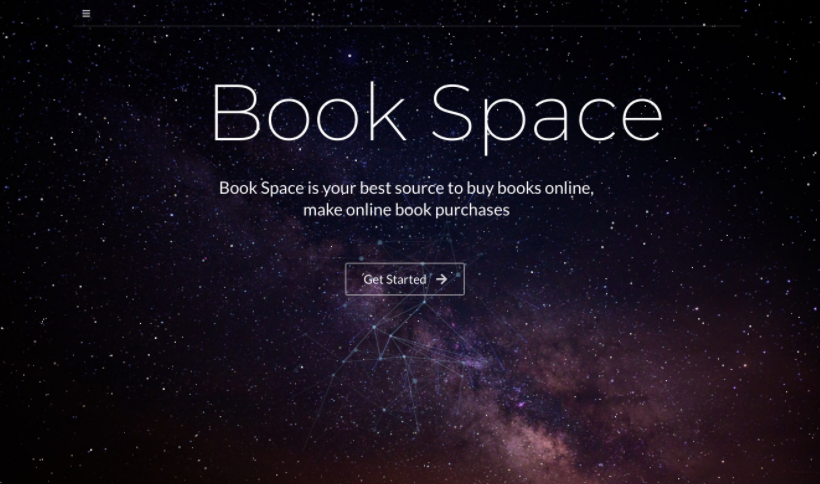 Book Space
Book Space is your best source to buy books online,
make online book purchases
Get Started